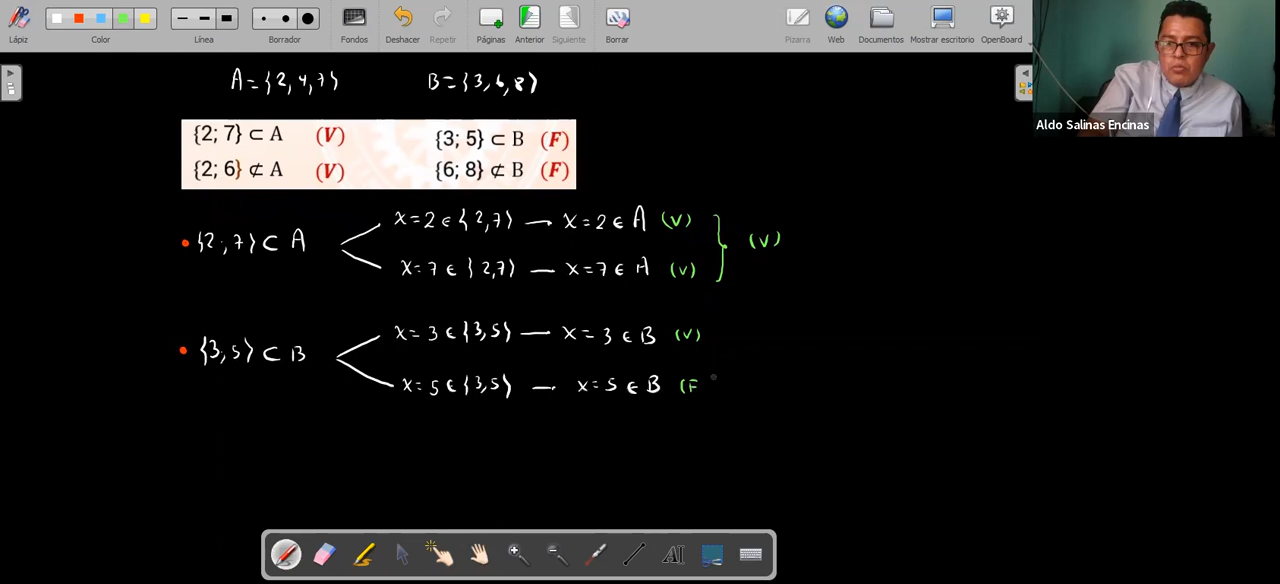 Lápiz Color Línea Borrador Fondos Deshacer Repetir Páginas Anterior Siguiente Borrar Pizarra Web Documentos Mostrar escritorio OpenBoard
A={2,4,7} B={3,6,8}
Aldo Salinas Encinas
{2; 7} ⊂ A (V) {3; 5} ⊂ B (F)
{2; 6} ⊄ A (V) {6; 8} ⊄ B (F)
x=2 ∈ {2,7} — x=2 ∈ A (V)
• {2,7} ⊂ A (V)
x=7 ∈ {2,7} — x=7 ∈ A (V)
x=3 ∈ {3,5} — x=3 ∈ B (V)
• {3,5} ⊂ B
x=5 ∈ {3,5} — x=5 ∈ B (F
AI